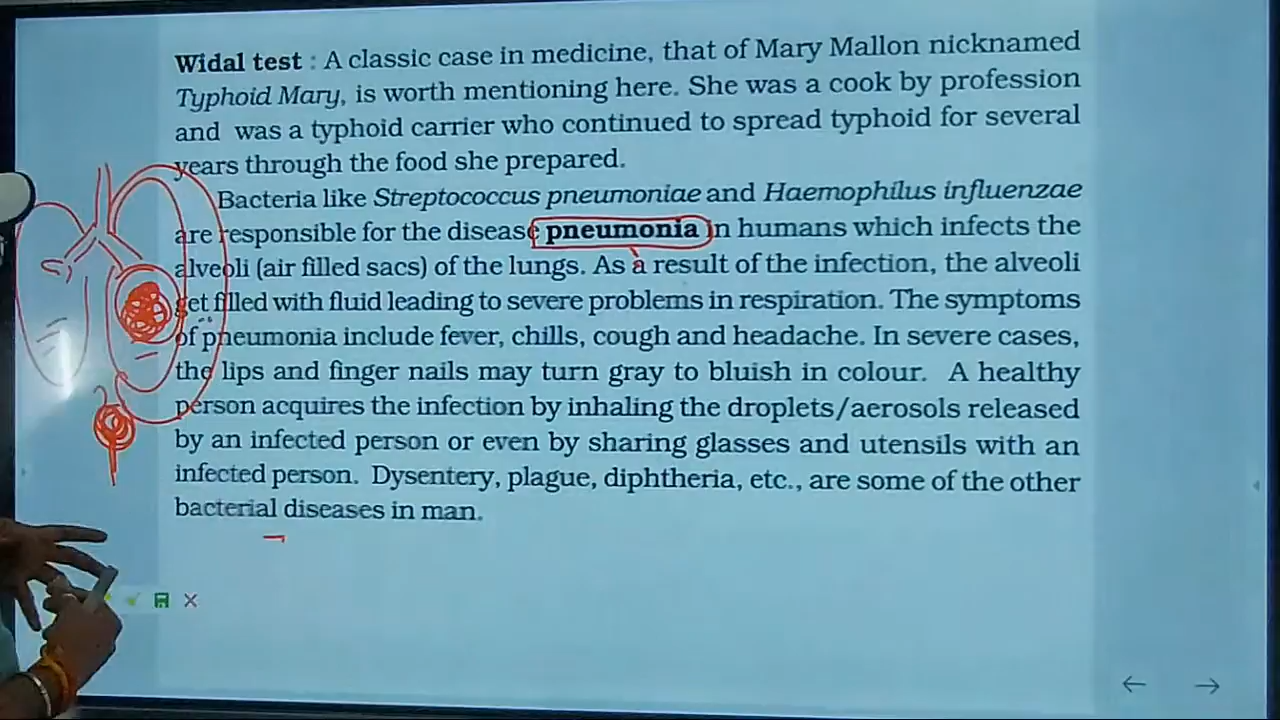 Widal test : A classic case in medicine, that of Mary Mallon nicknamed
Typhoid Mary, is worth mentioning here. She was a cook by profession
and was a typhoid carrier who continued to spread typhoid for several
years through the food she prepared.
Bacteria like Streptococcus pneumoniae and Haemophilus influenzae
are responsible for the disease pneumonia in humans which infects the
alveoli (air filled sacs) of the lungs. As a result of the infection, the alveoli
get filled with fluid leading to severe problems in respiration. The symptoms
of pneumonia include fever, chills, cough and headache. In severe cases,
the lips and finger nails may turn gray to bluish in colour. A healthy
person acquires the infection by inhaling the droplets/aerosols released
by an infected person or even by sharing glasses and utensils with an
infected person. Dysentery, plague, diphtheria, etc., are some of the other
bacterial diseases in man.